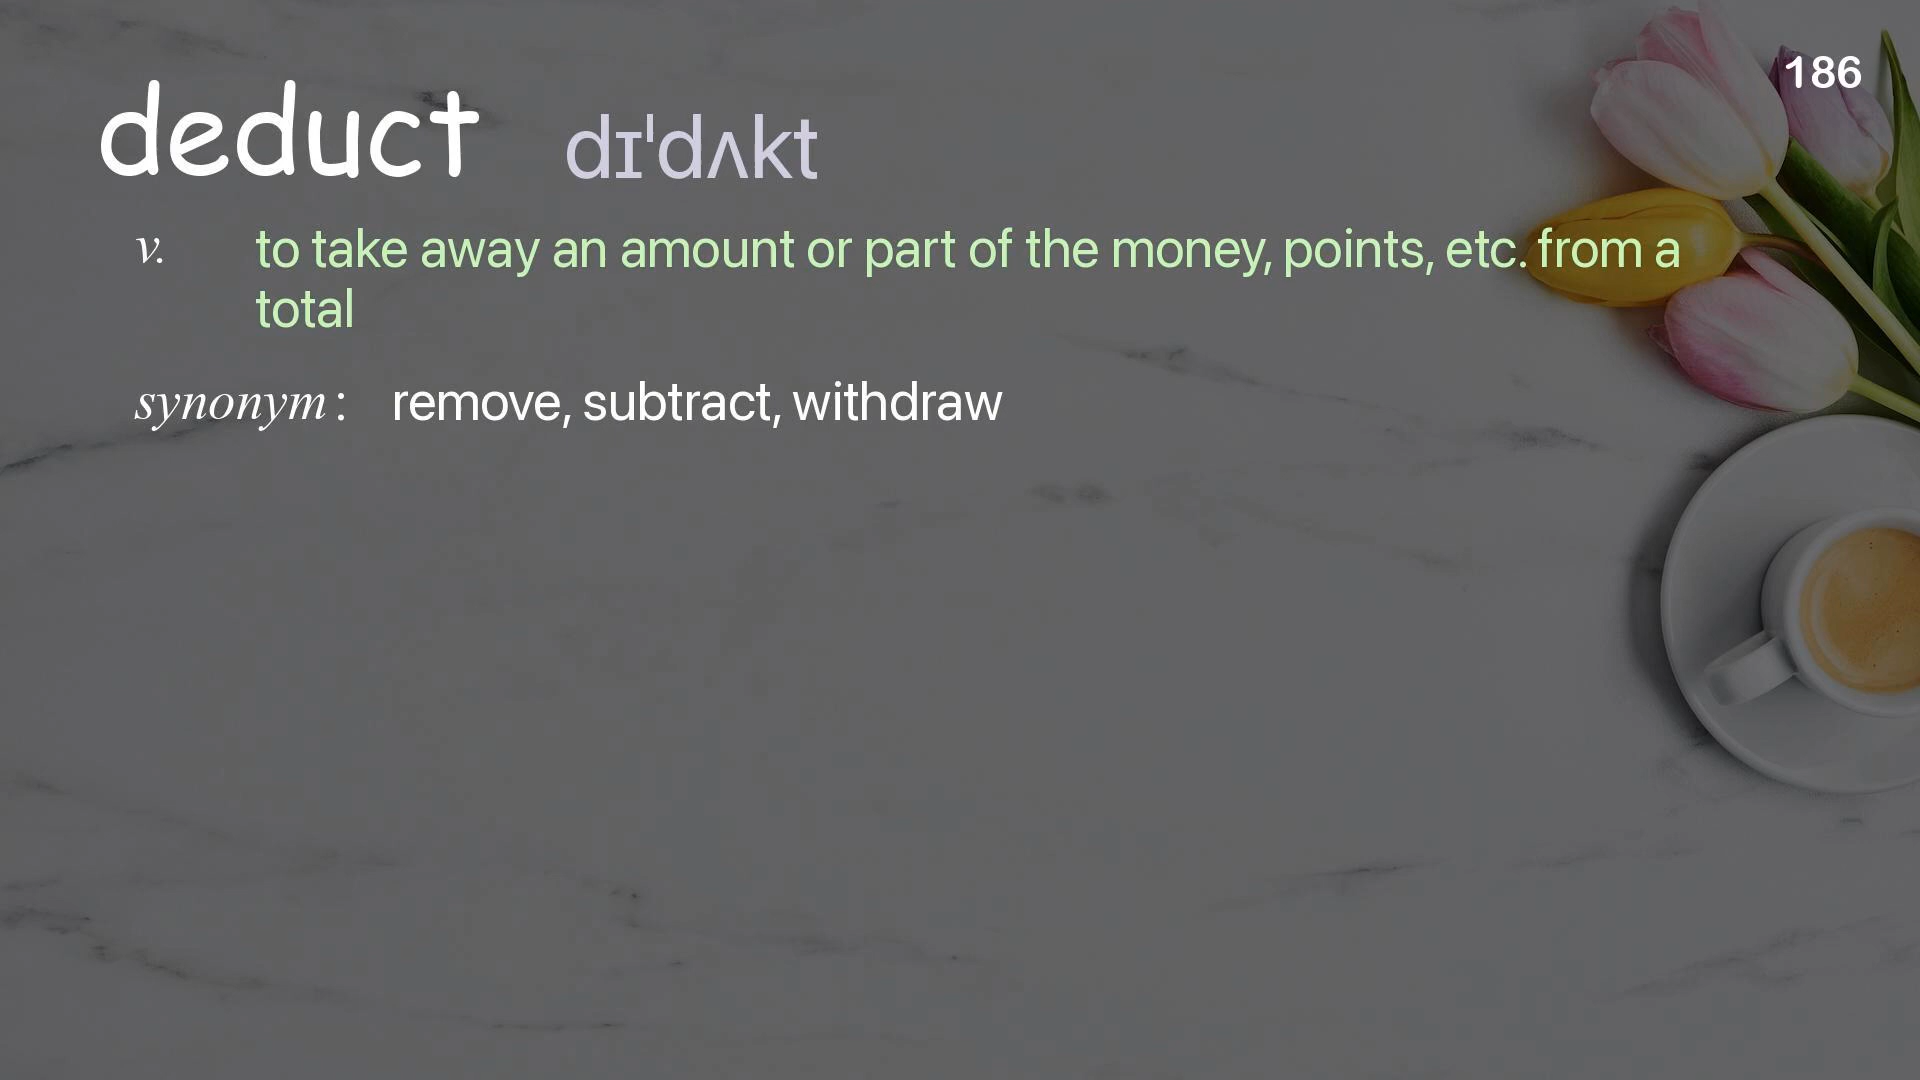 186
deduct dɪˈdʌkt
v. to take away an amount or part of the money, points, etc. from a
total
synonym : remove, subtract, withdraw